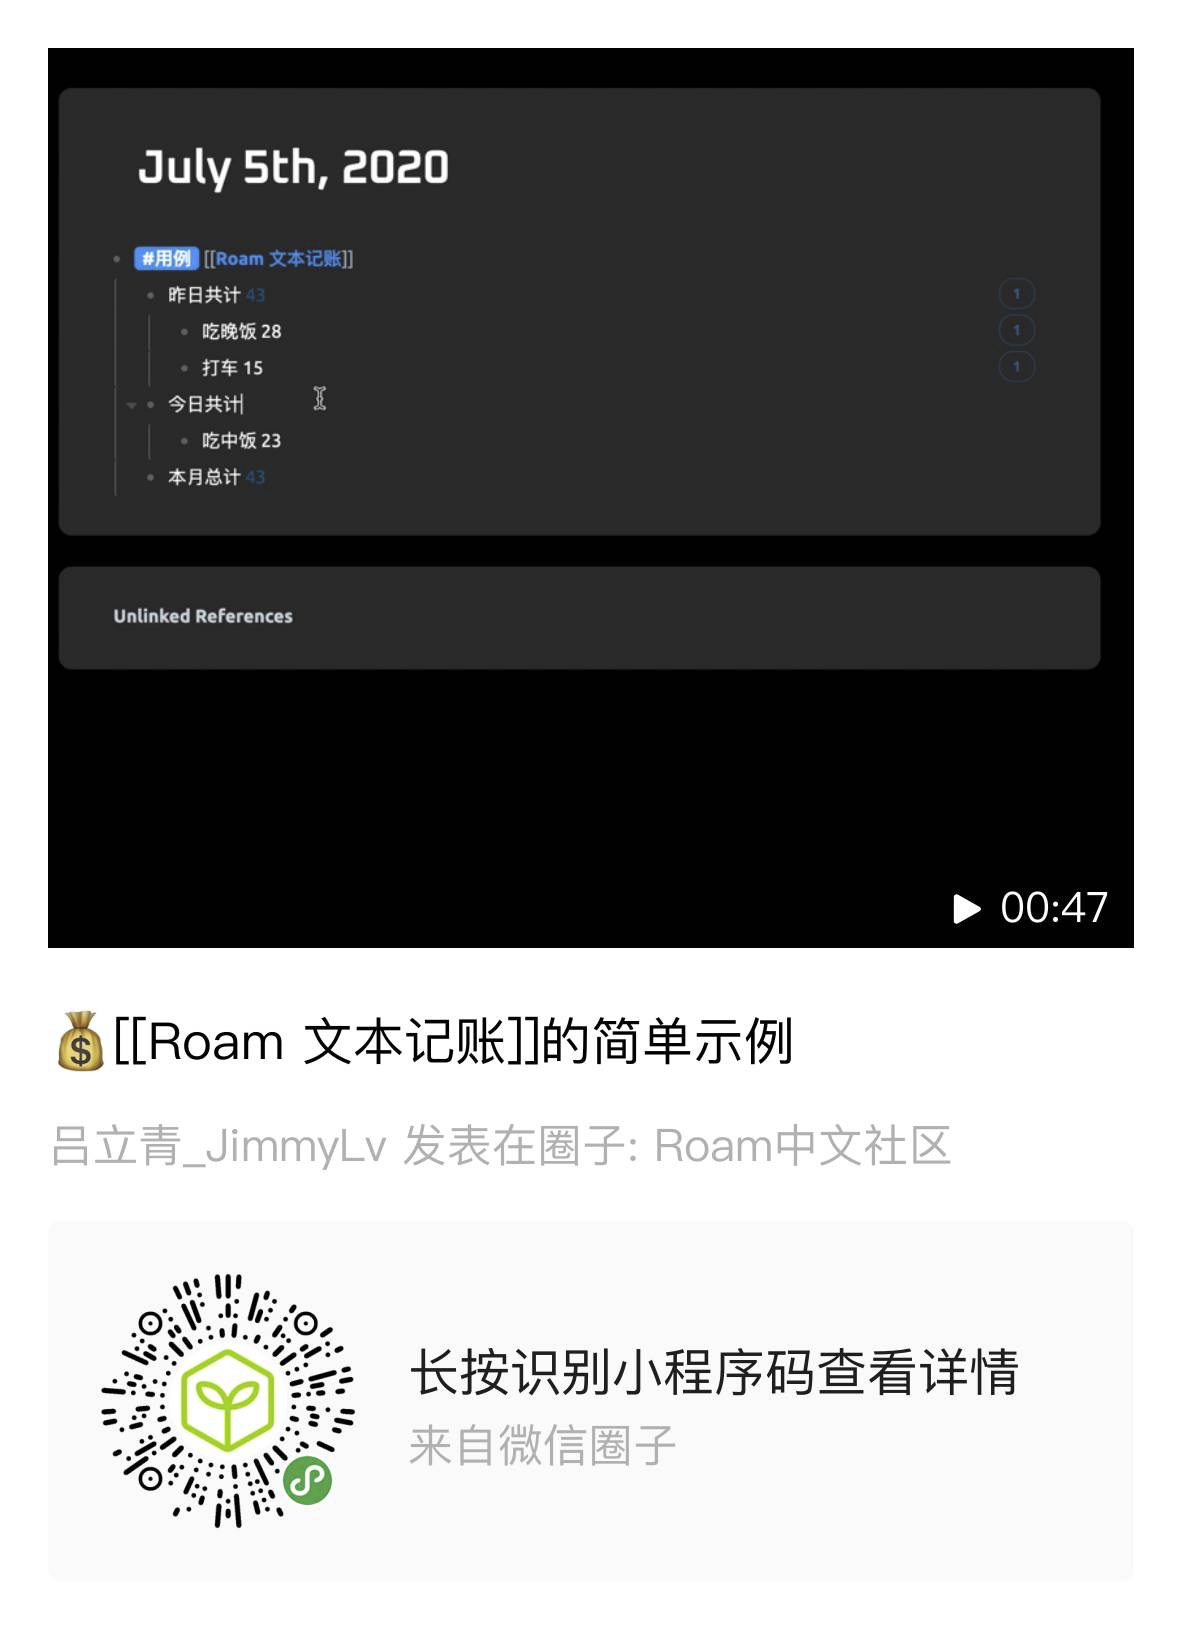 July 5th, 2020
#用例 [[Roam 文本记账]]
昨日共计 43
1
吃晚饭 28
1
打车 15
1
今日共计
吃中饭 23
本月总计 43
Unlinked References
00:47
💰[[Roam 文本记账]]的简单示例
吕立青_JimmyLv 发表在圈子: Roam中文社区
长按识别小程序码查看详情
来自微信圈子